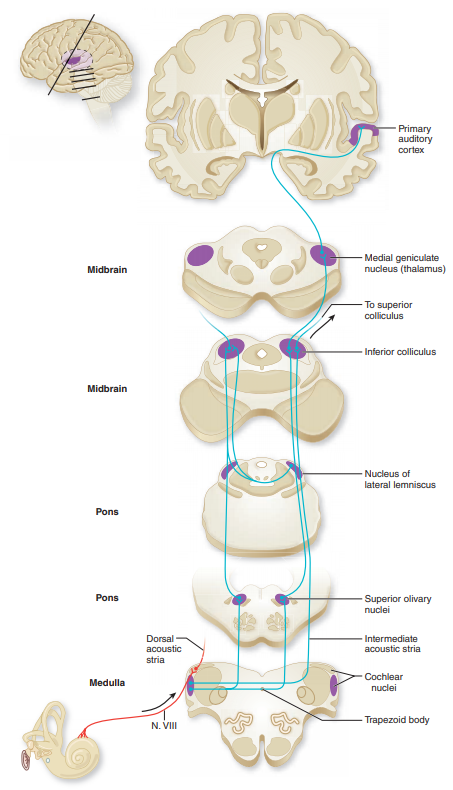 Primary
auditory
cortex
Medial geniculate
nucleus (thalamus)
Midbrain
To superior
colliculus
Inferior colliculus
Midbrain
Nucleus of
lateral lemniscus
Pons
Pons
Superior olivary
nuclei
Dorsal
acoustic
stria
Intermediate
acoustic stria
Medulla
Cochlear
nuclei
N. VIII
Trapezoid body